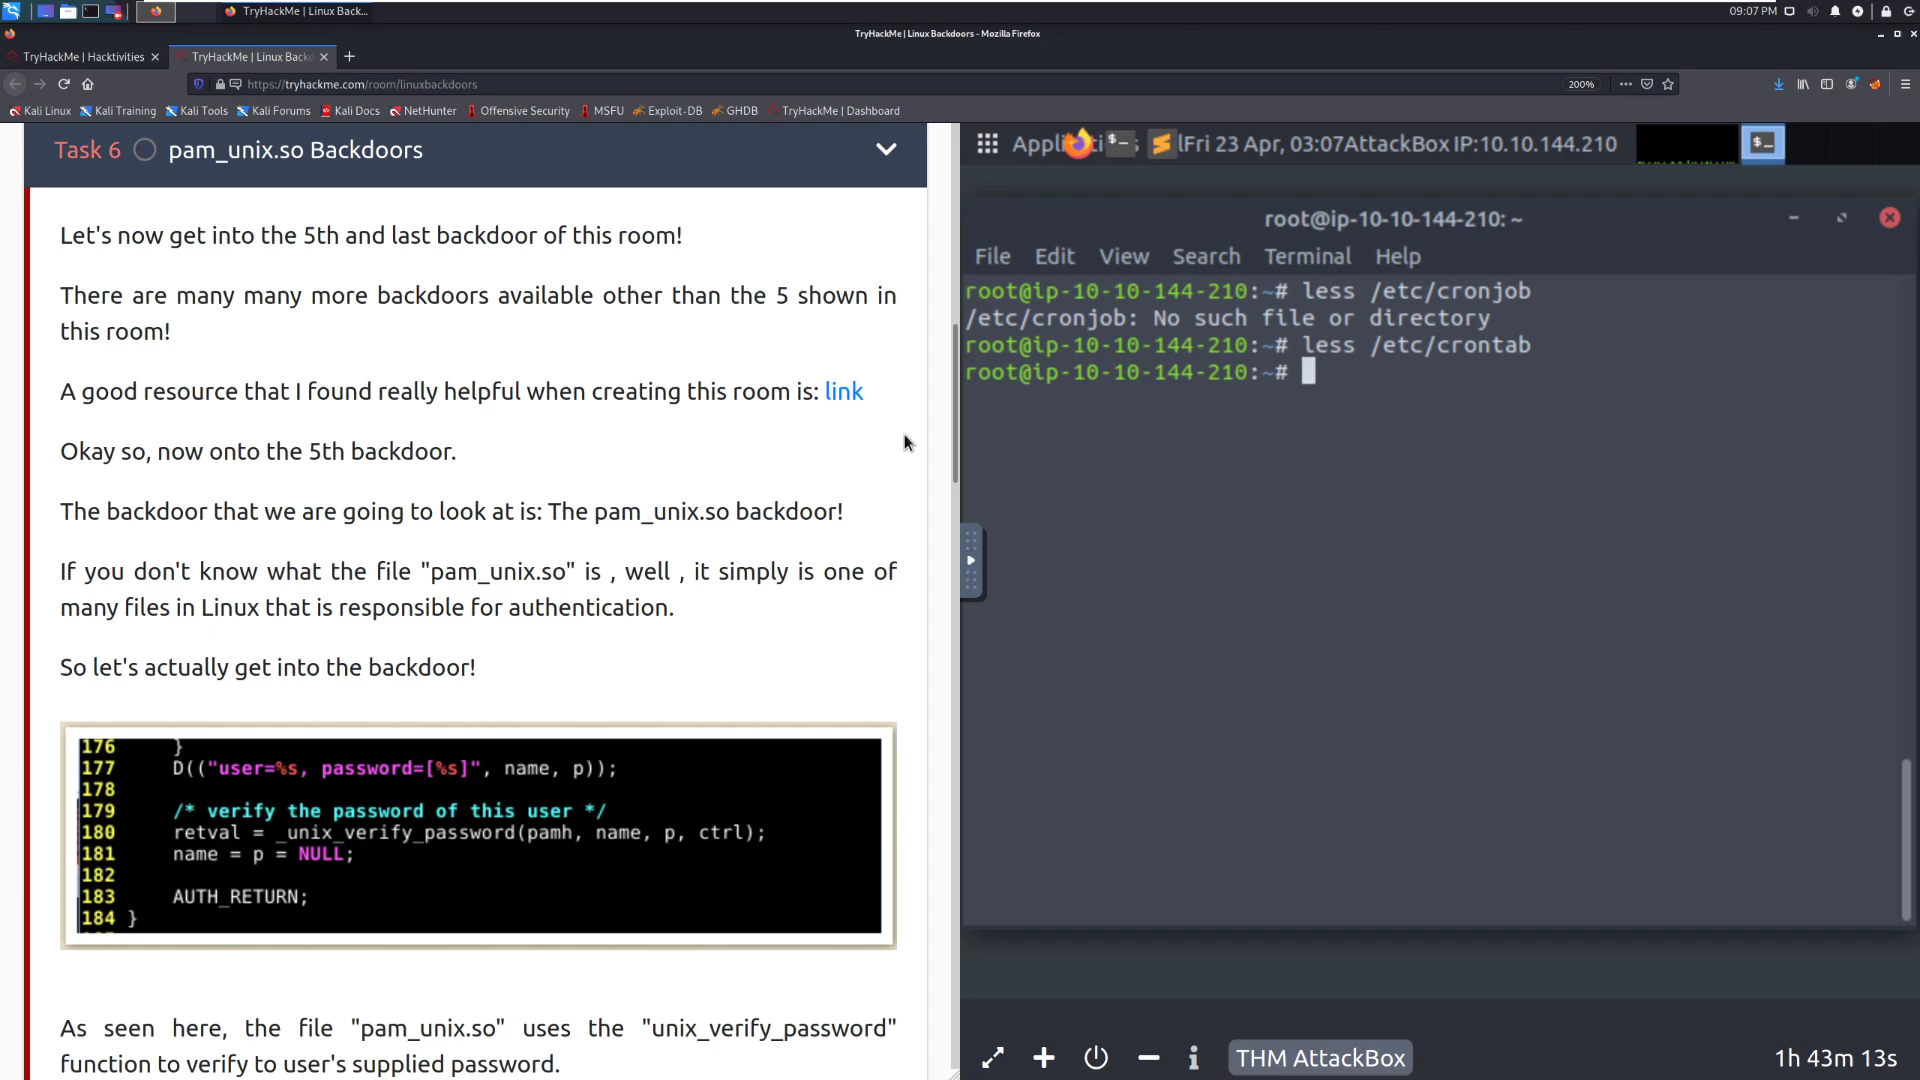 TryHackMe | Linux Back...
09:07 PM
TryHackMe | Linux Backdoors - Mozilla Firefox
TryHackMe | Hacktivities
TryHackMe | Linux Backdo
https://tryhackme.com/room/linuxbackdoors
200%
Kali Linux
Kali Training
Kali Tools
Kali Forums
Kali Docs
NetHunter
Offensive Security
MSFU
Exploit-DB
GHDB
TryHackMe | Dashboard
Task 6
pam_unix.so Backdoors
Let's now get into the 5th and last backdoor of this room!
There are many many more backdoors available other than the 5 shown in
this room!
A good resource that I found really helpful when creating this room is: link
Okay so, now onto the 5th backdoor.
The backdoor that we are going to look at is: The pam_unix.so backdoor!
If you don't know what the file "pam_unix.so" is , well , it simply is one of
many files in Linux that is responsible for authentication.
So let's actually get into the backdoor!
176 }
177 D(("user=%s, password=[%s]", name, p));
178
179 /* verify the password of this user */
180 retval = _unix_verify_password(pamh, name, p, ctrl);
181 name = p = NULL;
182
183 AUTH_RETURN;
184 }
As seen here, the file "pam_unix.so" uses the "unix_verify_password"
function to verify to user's supplied password.
Fri 23 Apr, 03:07 AttackBox IP:10.10.144.210
root@ip-10-10-144-210: ~
File Edit View Search Terminal Help
root@ip-10-10-144-210:~# less /etc/cronjob
/etc/cronjob: No such file or directory
root@ip-10-10-144-210:~# less /etc/crontab
root@ip-10-10-144-210:~#
THM AttackBox
1h 43m 13s